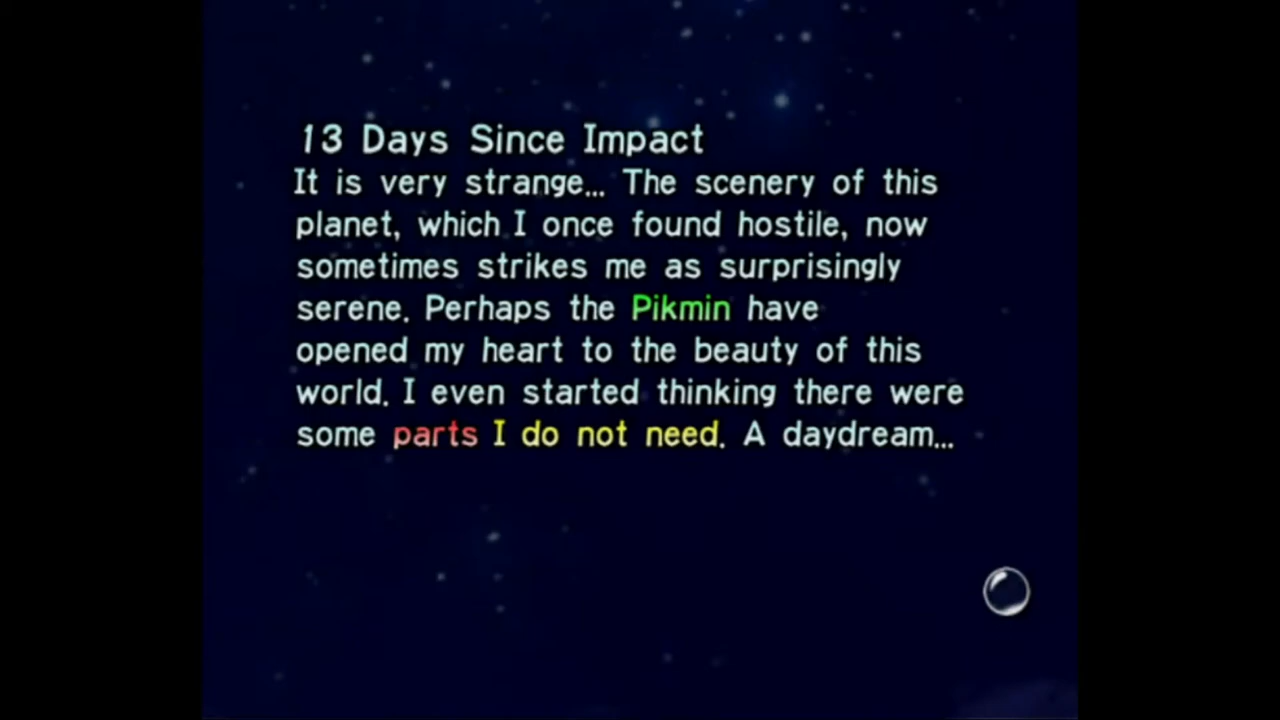 13 Days Since Impact
It is very strange... The scenery of this
planet, which I once found hostile, now
sometimes strikes me as surprisingly
serene. Perhaps the Pikmin have
opened my heart to the beauty of this
world. I even started thinking there were
some parts I do not need. A daydream...